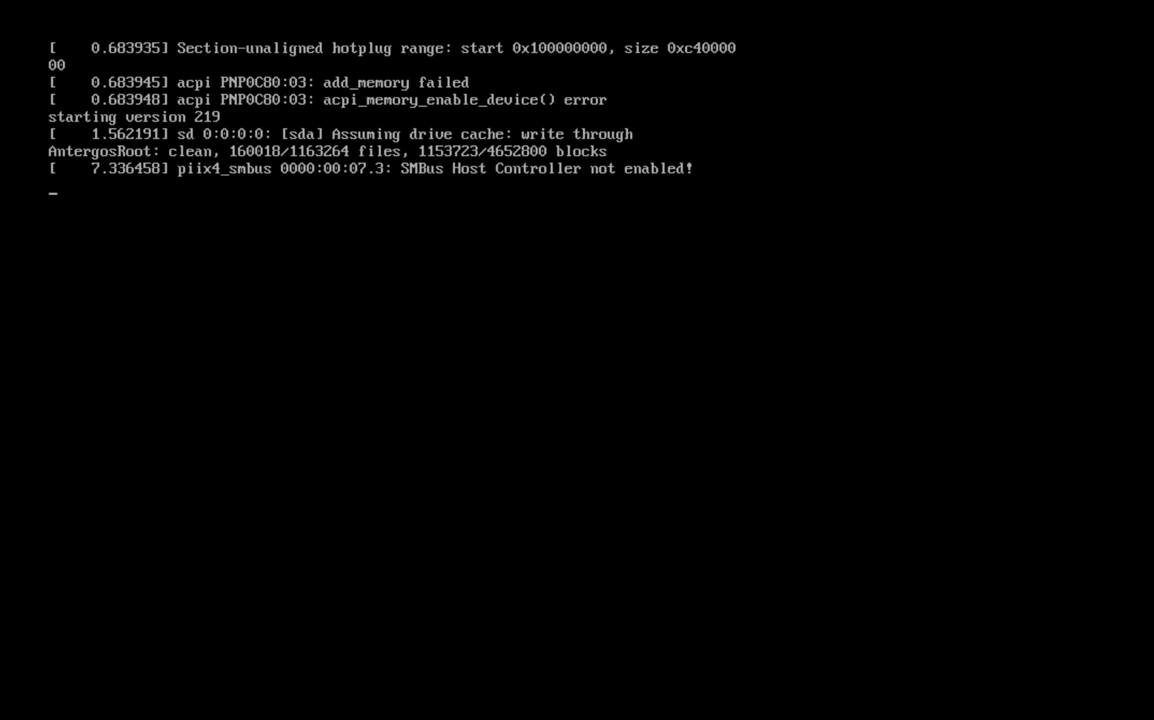 [    0.683935] Section-unaligned hotplug range: start 0x100000000, size 0xc40000
00
[    0.683945] acpi PNP0C80:03: add_memory failed
[    0.683948] acpi PNP0C80:03: acpi_memory_enable_device() error
starting version 219
[    1.562191] sd 0:0:0:0: [sda] Assuming drive cache: write through
AntergosRoot: clean, 160018/1163264 files, 1153723/4652800 blocks
[    7.336458] piix4_smbus 0000:00:07.3: SMBus Host Controller not enabled!